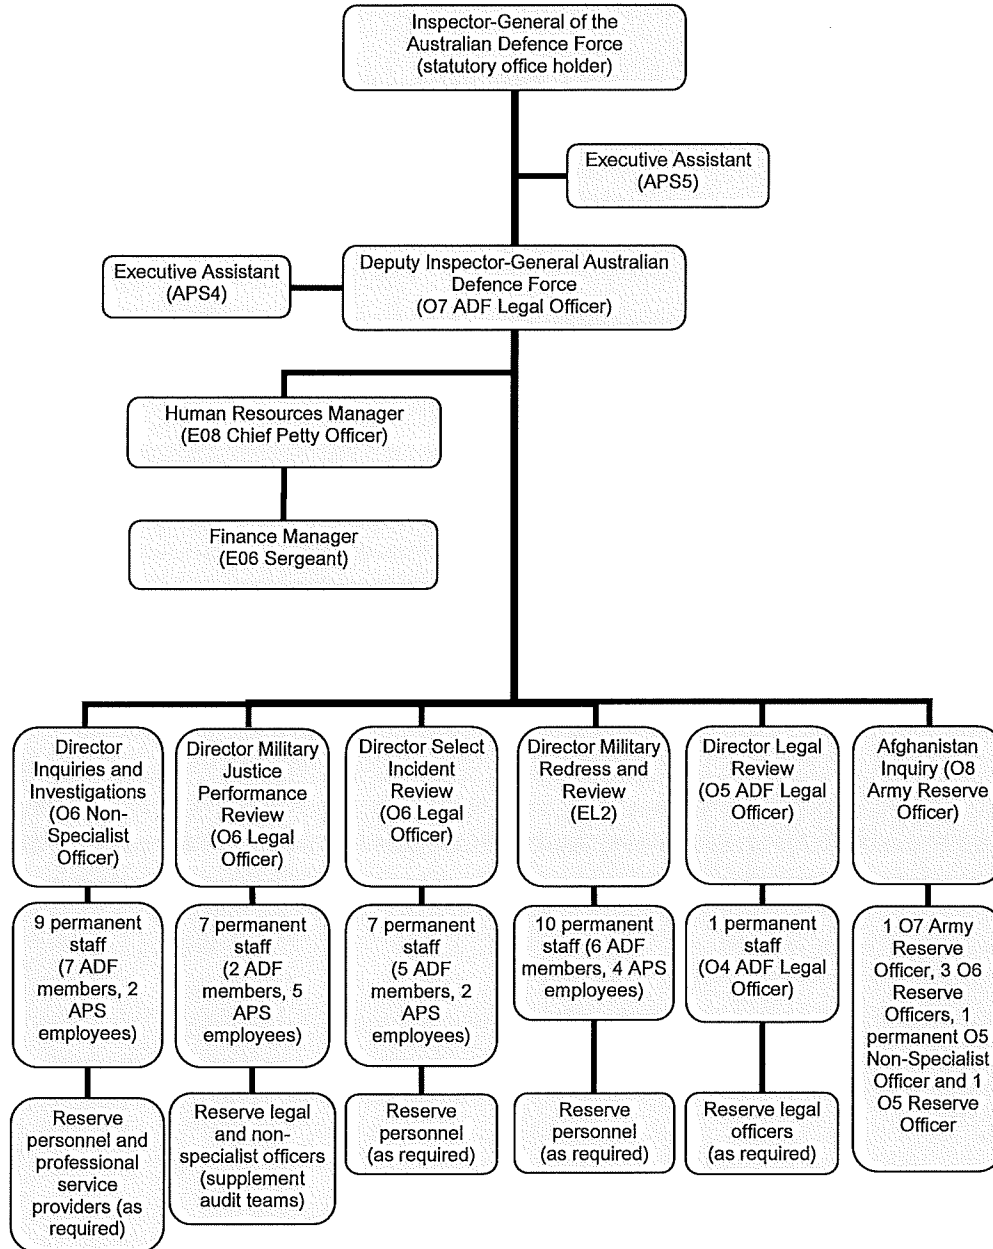 Inspector-General of the
Australian Defence Force
(statutory office holder)
Executive Assistant
(APS5)
Executive Assistant
(APS4)
Deputy Inspector-General Australian
Defence Force
(O7 ADF Legal Officer)
Human Resources Manager
(E08 Chief Petty Officer)
Finance Manager
(E06 Sergeant)
Director
Inquiries and
Investigations
(O6 Non-
Specialist
Officer)
Director Military
Justice
Performance
Review
(O6 Legal
Officer)
Director Select
Incident
Review
(O6 Legal
Officer)
Director Military
Redress and
Review
(EL2)
Director Legal
Review
(O5 ADF Legal
Officer)
Afghanistan
Inquiry (O8
Army Reserve
Officer)
9 permanent
staff
(7 ADF
members, 2
APS
employees)
7 permanent
staff
(2 ADF
members, 5
APS
employees)
7 permanent
staff
(5 ADF
members, 2
APS
employees)
10 permanent
staff (6 ADF
members, 4 APS
employees)
1 permanent
staff
(O4 ADF Legal
Officer)
1 O7 Army
Reserve
Officer, 3 O6
Reserve
Officers, 1
permanent O5
Non-Specialist
Officer and 1
O5 Reserve
Officer
Reserve
personnel and
professional
service
providers (as
required)
Reserve legal
and non-
specialist officers
(supplement
audit teams)
Reserve
personnel
(as required)
Reserve
personnel
(as required)
Reserve legal
officers
(as required)